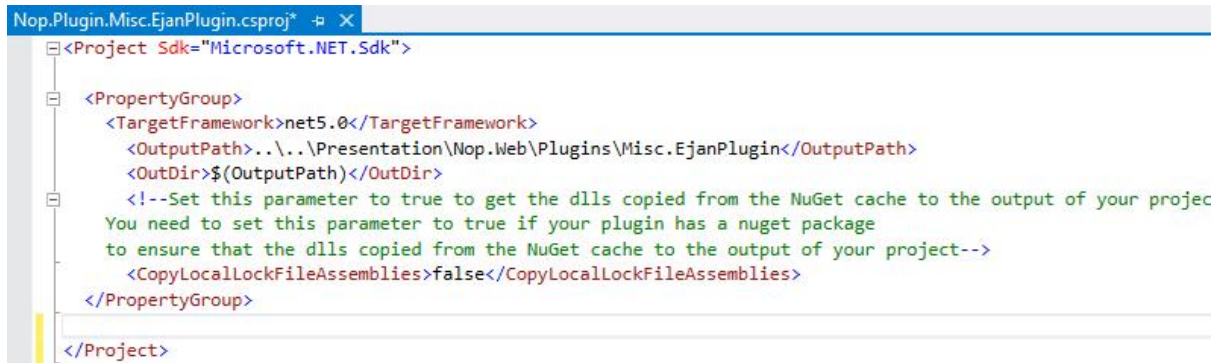 Nop.Plugin.Misc.EjanPlugin.csproj*
<Project Sdk="Microsoft.NET.Sdk">
<PropertyGroup>
<TargetFramework>net5.0</TargetFramework>
<OutputPath>..\..\Presentation\Nop.Web\Plugins\Misc.EjanPlugin</OutputPath>
<OutDir>$(OutputPath)</OutDir>
<!--Set this parameter to true to get the dlls copied from the NuGet cache to the output of your projec
You need to set this parameter to true if your plugin has a nuget package
to ensure that the dlls copied from the NuGet cache to the output of your project-->
<CopyLocalLockFileAssemblies>false</CopyLocalLockFileAssemblies>
</PropertyGroup>
</Project>